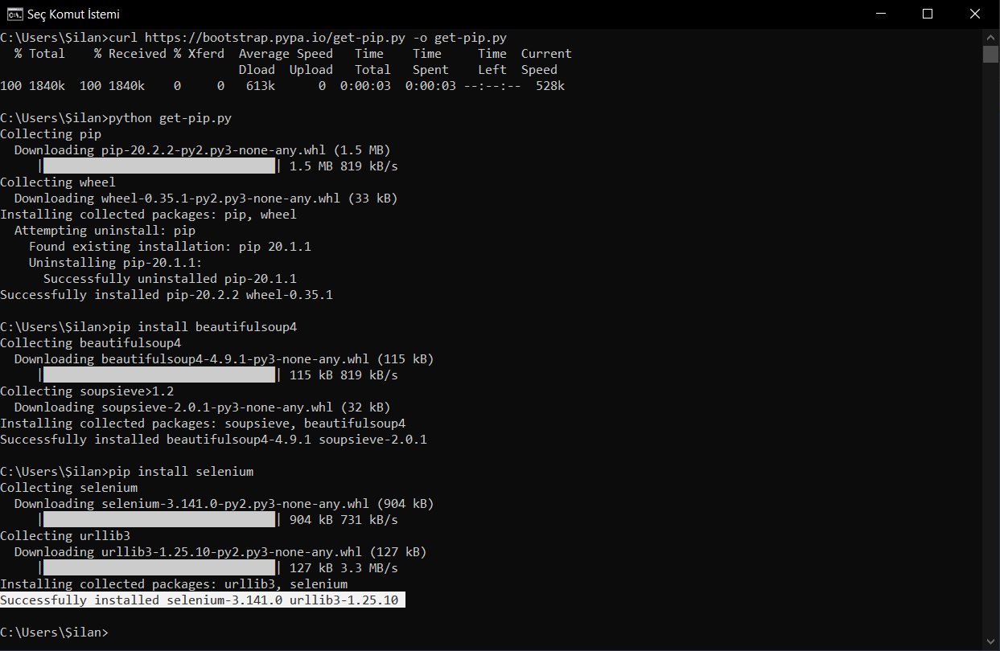 Seç Komut İstemi
C:\Users\Şilan>curl https://bootstrap.pypa.io/get-pip.py -o get-pip.py
  % Total    % Received % Xferd  Average Speed   Time    Time     Time  Current
                                 Dload  Upload   Total   Spent    Left  Speed
100 1840k  100 1840k    0     0   613k      0  0:00:03  0:00:03 --:--:--  528k
C:\Users\Şilan>python get-pip.py
Collecting pip
  Downloading pip-20.2.2-py2.py3-none-any.whl (1.5 MB)
     |████████████████████████████████| 1.5 MB 819 kB/s
Collecting wheel
  Downloading wheel-0.35.1-py2.py3-none-any.whl (33 kB)
Installing collected packages: pip, wheel
  Attempting uninstall: pip
    Found existing installation: pip 20.1.1
    Uninstalling pip-20.1.1:
      Successfully uninstalled pip-20.1.1
Successfully installed pip-20.2.2 wheel-0.35.1
C:\Users\Şilan>pip install beautifulsoup4
Collecting beautifulsoup4
  Downloading beautifulsoup4-4.9.1-py3-none-any.whl (115 kB)
     |████████████████████████████████| 115 kB 819 kB/s
Collecting soupsieve>1.2
  Downloading soupsieve-2.0.1-py3-none-any.whl (32 kB)
Installing collected packages: soupsieve, beautifulsoup4
Successfully installed beautifulsoup4-4.9.1 soupsieve-2.0.1
C:\Users\Şilan>pip install selenium
Collecting selenium
  Downloading selenium-3.141.0-py2.py3-none-any.whl (904 kB)
     |████████████████████████████████| 904 kB 731 kB/s
Collecting urllib3
  Downloading urllib3-1.25.10-py2.py3-none-any.whl (127 kB)
     |████████████████████████████████| 127 kB 3.3 MB/s
Installing collected packages: urllib3, selenium
Successfully installed selenium-3.141.0 urllib3-1.25.10
C:\Users\Şilan>